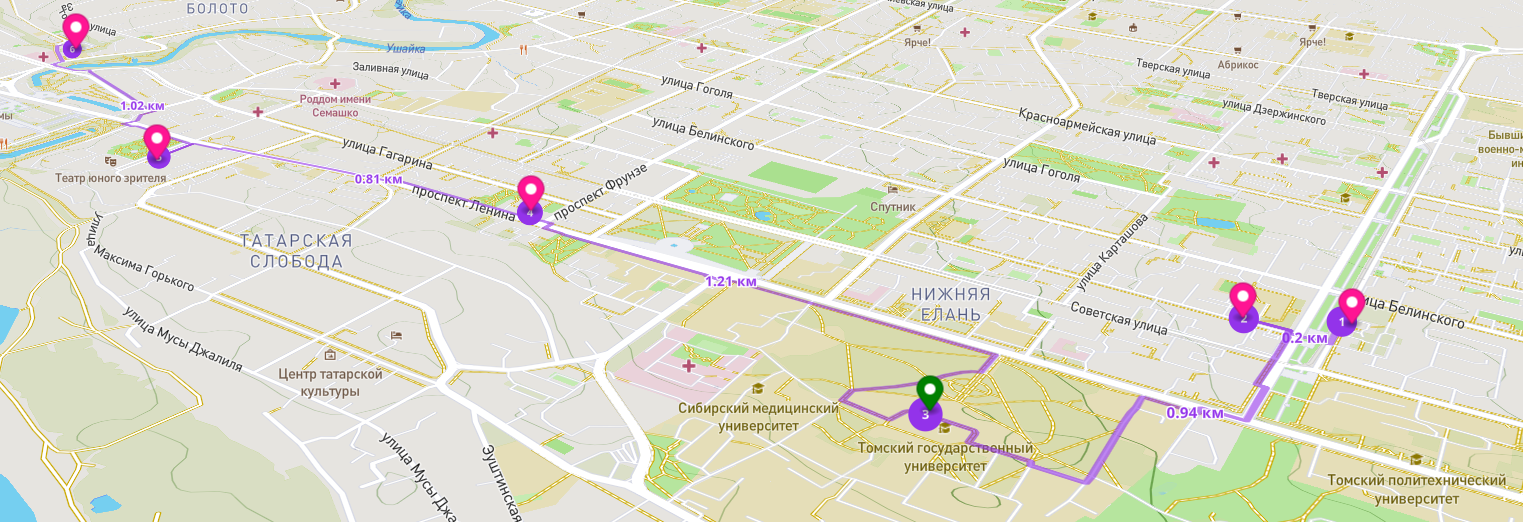 БОЛОТО
улица
Ушайка
Заливная улица
Роддом имени
Семашко
1.02 км
6
Ярче!
Ярче!
Абрикос
Тверская улица
Тверская улица
улица Дзержинского
улица Гоголя
Красноармейская улица
улица Белинского
улица Гагарина
Театр юного зрителя
0.81 км
проспект Ленина
4
проспект Фрунзе
Спутник
улица Гоголя
улица
Максима Горького
ТАТАРСКАЯ
СЛОБОДА
улица Карташова
1.21 км
НИЖНЯЯ
ЕЛАНЬ
Советская улица
2
1
0.2 км
улица Мусы Джалиля
Центр татарской
культуры
Сибирский медицинский
университет
3
0.94 км
Томский государственный
университет
Томский политехнический
университет
улица Мусы Джа
Эуштинская